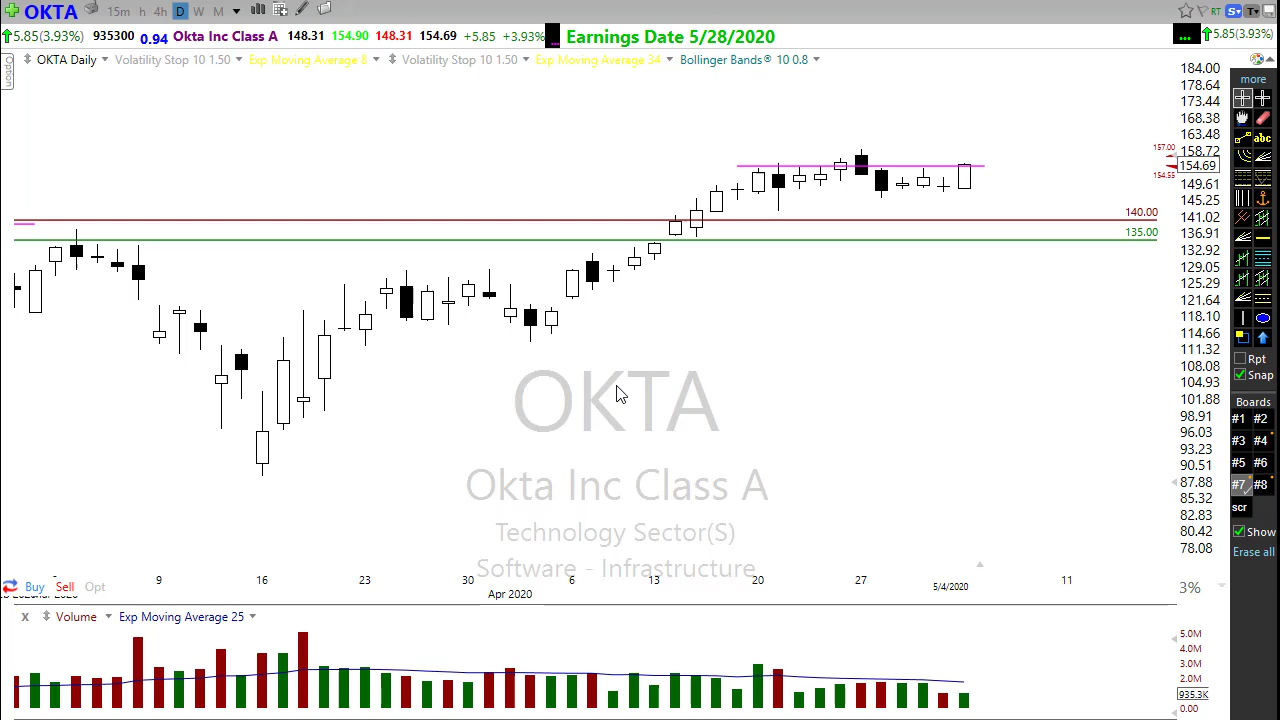 OKTA 15m h 4h D W M RT S T
5.85(3.93%) 935300 0.94 Okta Inc Class A 148.31 154.90 148.31 154.69 +5.85 +3.93% ... Earnings Date 5/28/2020 ... 5.85(3.93%)
Option
OKTA Daily Volatility Stop 10 1.50 Exp Moving Average 8 Volatility Stop 10 1.50 Exp Moving Average 34 Bollinger Bands® 10 0.8
184.00
178.64
173.44
168.38
163.48
158.72
157.00
154.69
154.55
149.61
145.25
140.00
141.02
135.00
136.91
132.92
129.05
125.29
121.64
118.10
114.66
111.32
108.08
104.93
101.88
98.91
96.03
93.23
90.51
87.88
85.32
82.83
80.42
78.08
more
abc
Rpt
Snap
Boards
#1 #2
#3 #4
#5 #6
#7 #8
scr
Show
Erase all
OKTA
Okta Inc Class A
Technology Sector(S)
Software - Infrastructure
9 16 23 30 6 13 20 27 5/4/2020 11
Buy Sell Opt 3%
Apr 2020
x Volume Exp Moving Average 25
5.0M
4.0M
3.0M
2.0M
935.3K
0.00